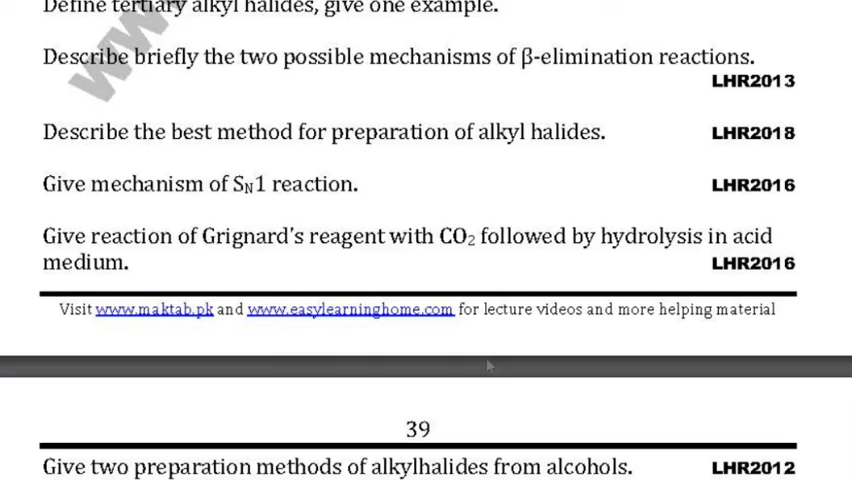 Define tertiary alkyl halides, give one example.
Describe briefly the two possible mechanisms of β-elimination reactions.
LHR2013
Describe the best method for preparation of alkyl halides. LHR2018
Give mechanism of SN1 reaction. LHR2016
Give reaction of Grignard's reagent with CO2 followed by hydrolysis in acid
medium. LHR2016
Visit www.maktab.pk and www.easylearninghome.com for lecture videos and more helping material
39
Give two preparation methods of alkylhalides from alcohols. LHR2012